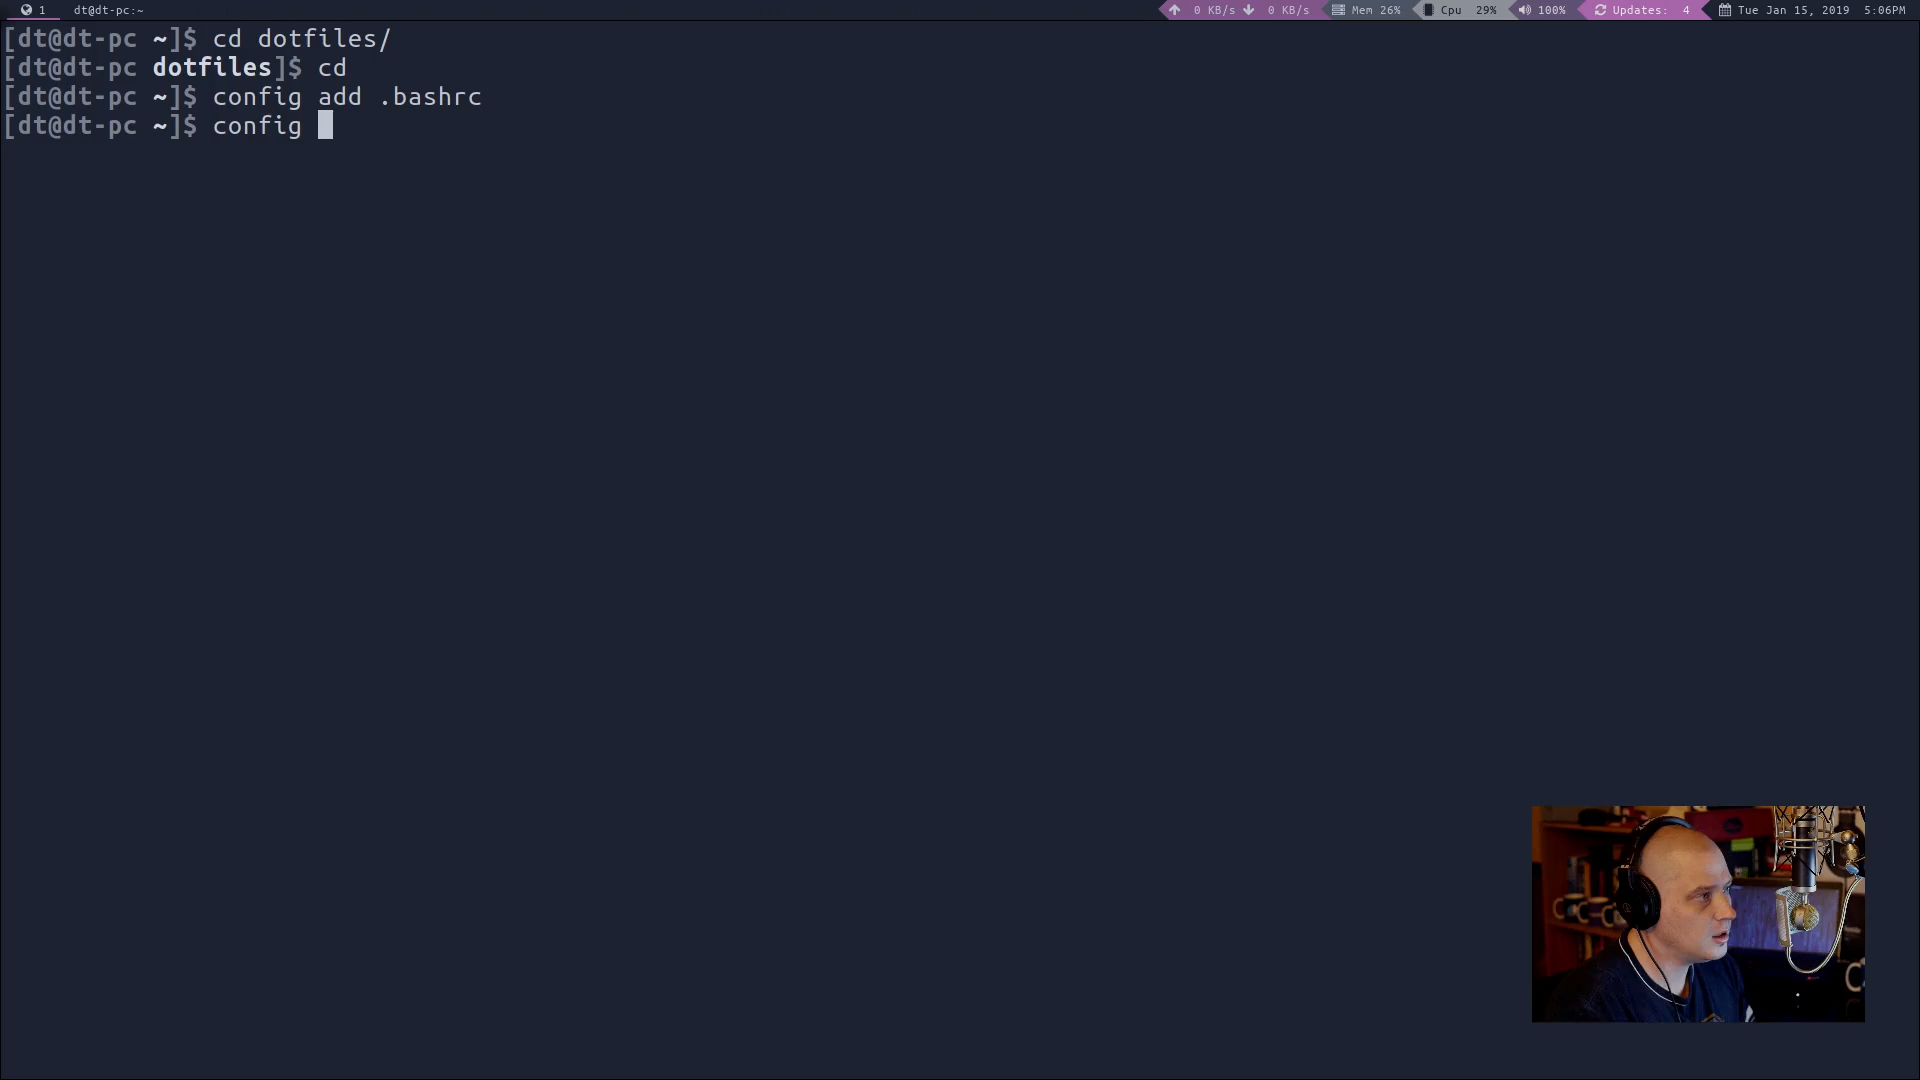 1 dt@dt-pc:~ 0 KB/s 0 KB/s Mem 26% Cpu 29% 100% Updates: 4 Tue Jan 15, 2019 5:06PM
[dt@dt-pc ~]$ cd dotfiles/
[dt@dt-pc dotfiles]$ cd
[dt@dt-pc ~]$ config add .bashrc
[dt@dt-pc ~]$ config